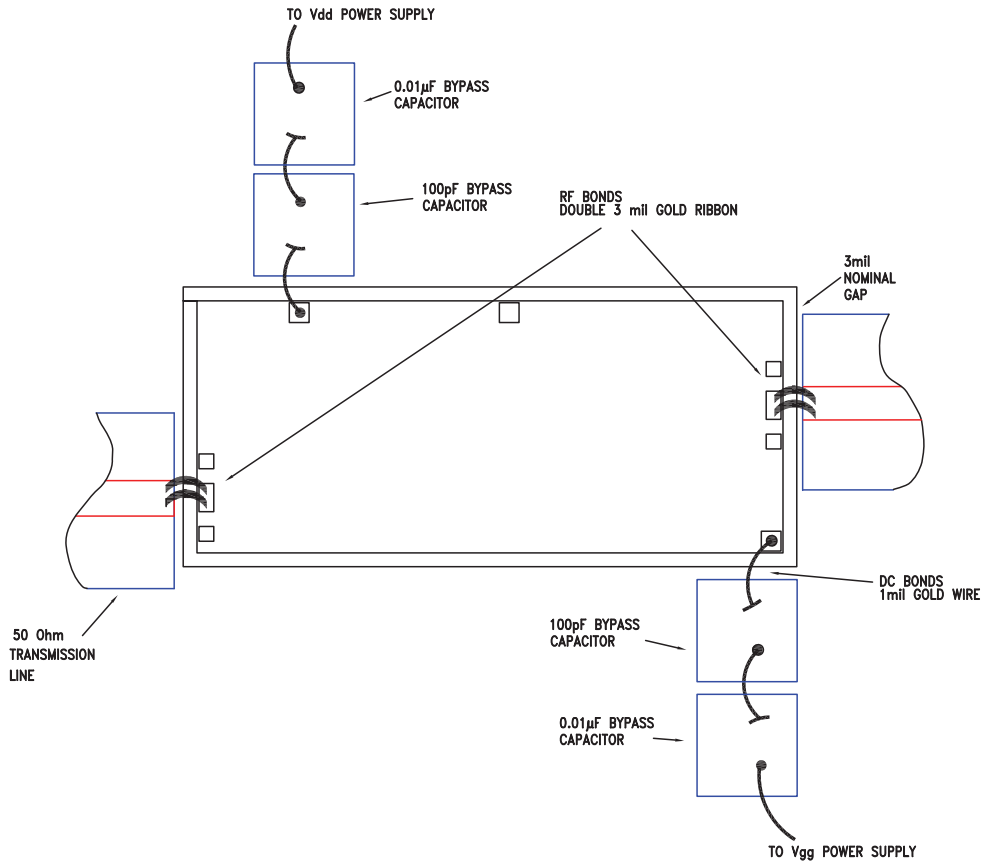 TO Vdd POWER SUPPLY
0.01µF BYPASS
CAPACITOR
100pF BYPASS
CAPACITOR
RF BONDS
DOUBLE 3 mil GOLD RIBBON
3mil
NOMINAL
GAP
50 Ohm
TRANSMISSION
LINE
DC BONDS
1mil GOLD WIRE
100pF BYPASS
CAPACITOR
0.01µF BYPASS
CAPACITOR
TO Vgg POWER SUPPLY